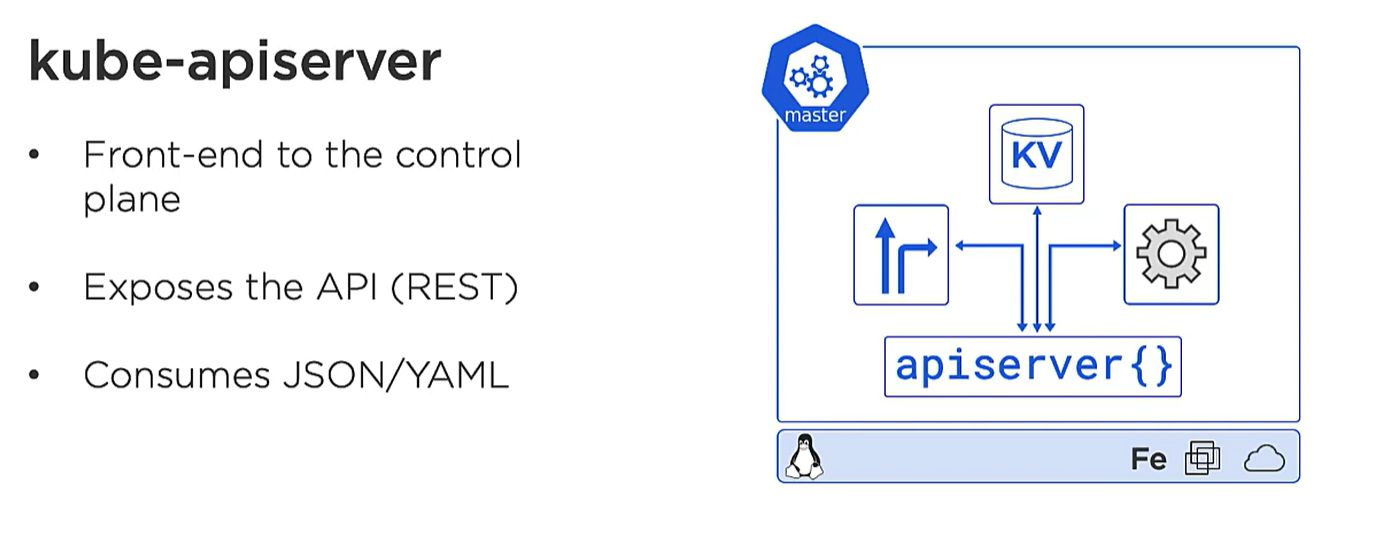 kube-apiserver
• Front-end to the control
plane
• Exposes the API (REST)
• Consumes JSON/YAML
master
KV
apiserver{}
Fe